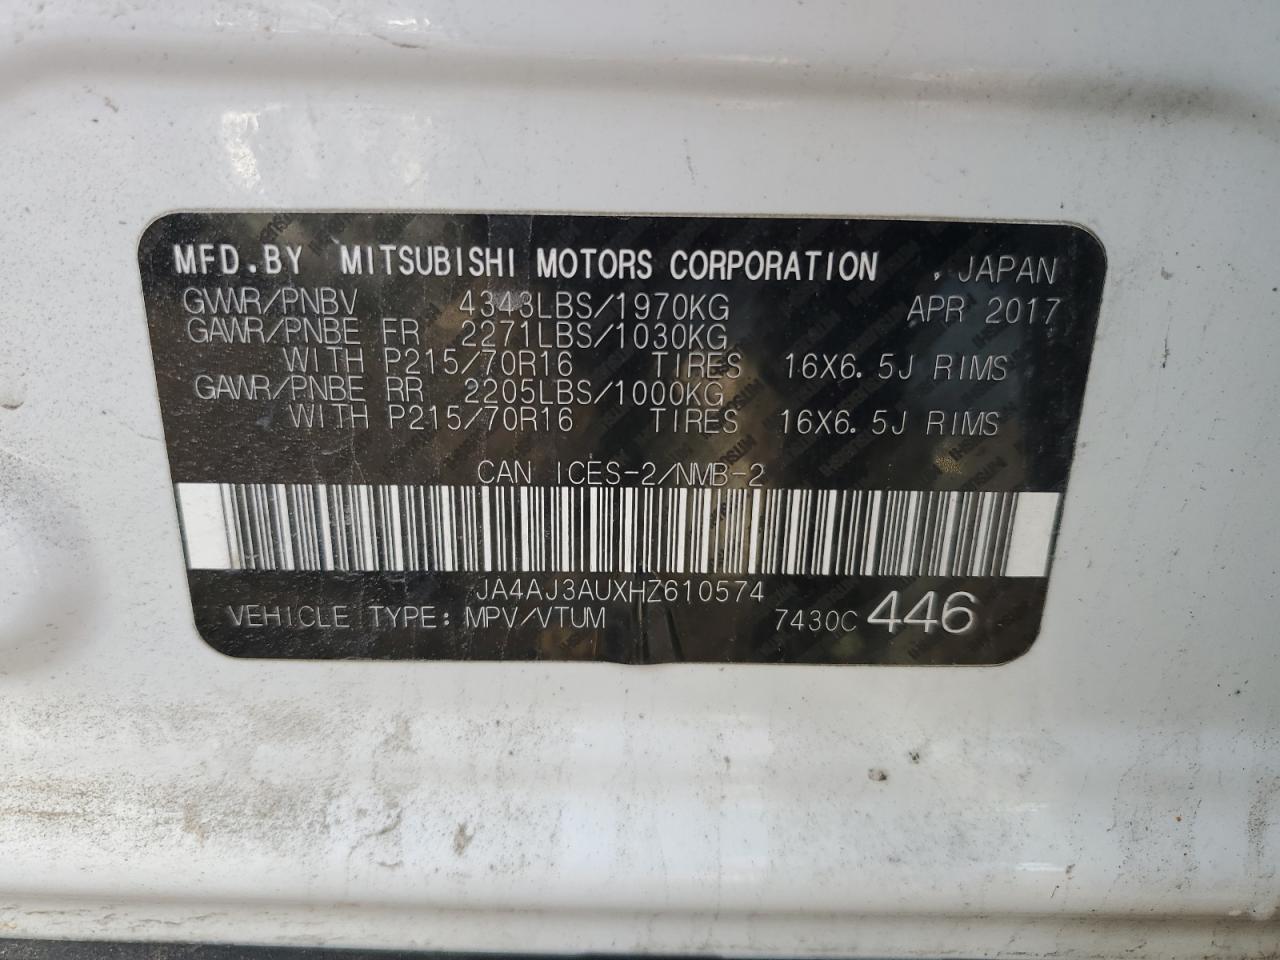 MFD.BY MITSUBISHI MOTORS CORPORATION , JAPAN
GVWR/PNBV 4343LBS/1970KG APR 2017
GAWR/PNBE FR 2271LBS/1030KG
WITH P215/70R16 TIRES 16X6.5J RIMS
GAWR/PNBE RR 2205LBS/1000KG
WITH P215/70R16 TIRES 16X6.5J RIMS
CAN ICES-2/NMB-2
JA4AJ3AUXHZ610574
VEHICLE TYPE: MPV/VTUM 7430C 446